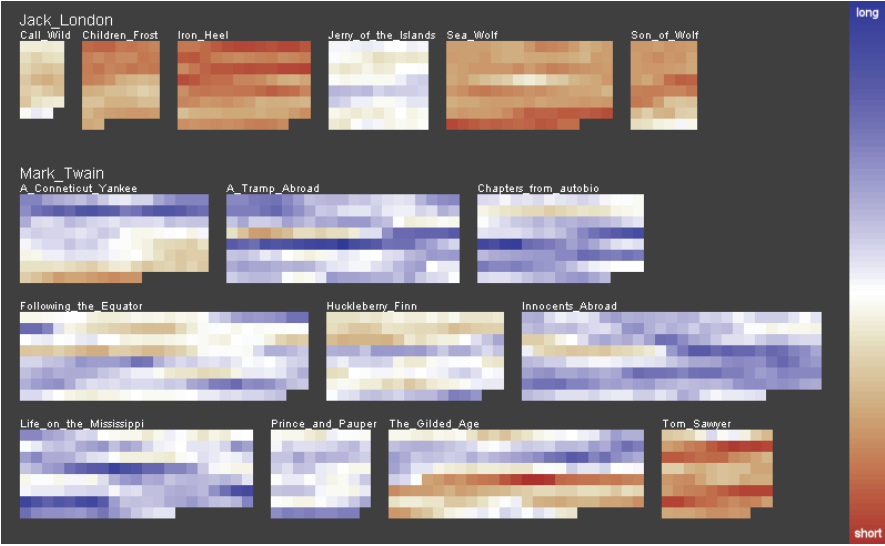 Jack_London
Call_Wild Children_Frost Iron_Heel Jerry_of_the_Islands Sea_Wolf Son_of_Wolf
Mark_Twain
A_Conneticut_Yankee A_Tramp_Abroad Chapters_from_autobio
Following_the_Equator Huckleberry_Finn Innocents_Abroad
Life_on_the_Mississippi Prince_and_Pauper The_Gilded_Age Tom_Sawyer
long
short